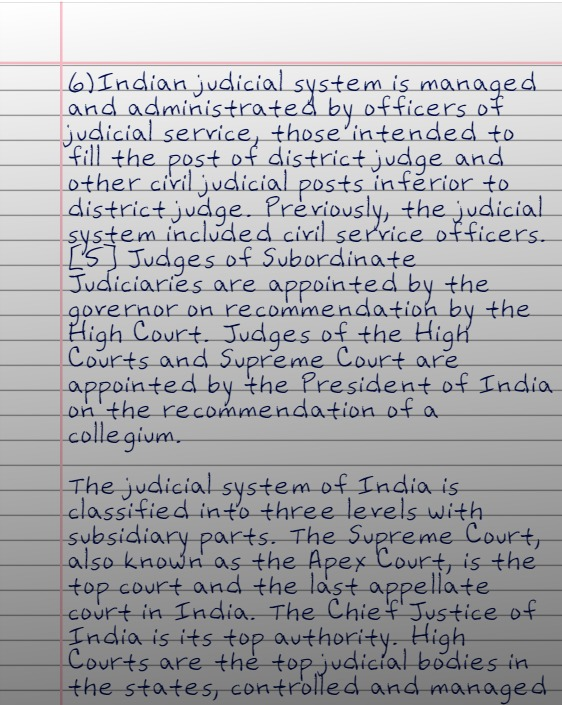 6)Indian judicial system is managed
and administrated by officers of
judicial service, those intended to
fill the post of district judge and
other civil judicial posts inferior to
district judge. Previously, the judicial
system included civil service officers.
[5] Judges of Subordinate
Judiciaries are appointed by the
governor on recommendation by the
High Court. Judges of the High
Courts and Supreme Court are
appointed by the President of India
on the recommendation of a
collegium.

The judicial system of India is
classified into three levels with
subsidiary parts. The Supreme Court,
also known as the Apex Court, is the
top court and the last appellate
court in India. The Chief Justice of
India is its top authority. High
Courts are the top judicial bodies in
the states, controlled and managed